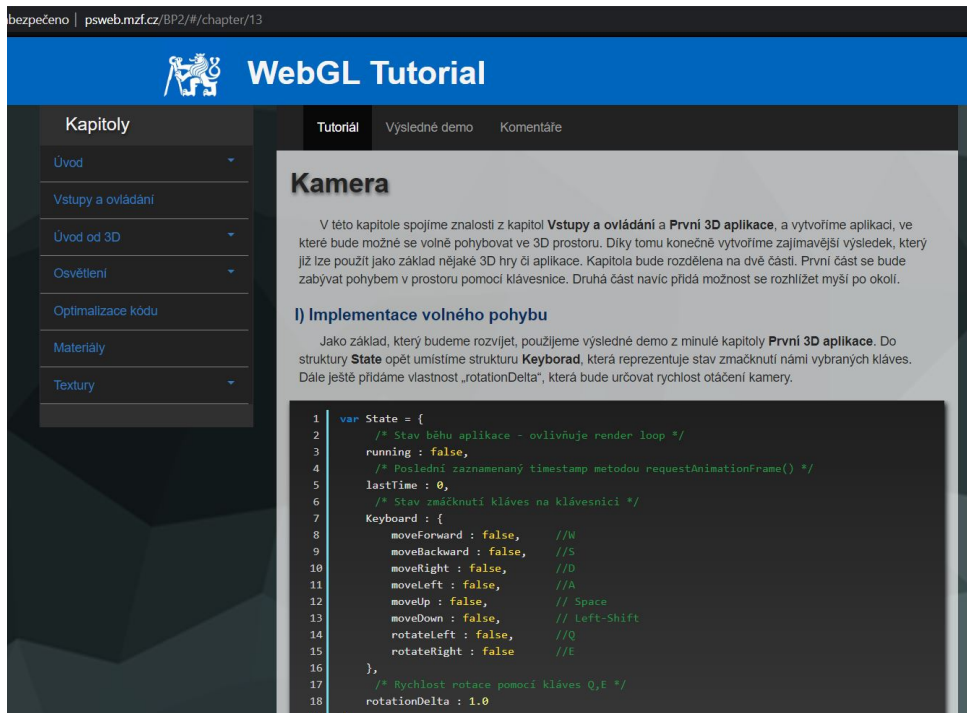 bezpečeno | psweb.mzf.cz/BP2/#/chapter/13
WebGL Tutorial
Kapitoly
Úvod
Vstupy a ovládání
Úvod od 3D
Osvětlení
Optimalizace kódu
Materiály
Textury
Tutoriál Výsledné demo Komentáře
Kamera
V této kapitole spojíme znalosti z kapitol Vstupy a ovládání a První 3D aplikace, a vytvoříme aplikaci, ve
které bude možné se volně pohybovat ve 3D prostoru. Díky tomu konečně vytvoříme zajímavější výsledek, který
již lze použít jako základ nějaké 3D hry či aplikace. Kapitola bude rozdělena na dvě části. První část se bude
zabývat pohybem v prostoru pomocí klávesnice. Druhá část navíc přidá možnost se rozhlížet myší po okolí.
I) Implementace volného pohybu
Jako základ, který budeme rozvíjet, použijeme výsledné demo z minulé kapitoly První 3D aplikace. Do
struktury State opět umístíme strukturu Keyborad, která reprezentuje stav zmačknutí námi vybraných kláves.
Dále ještě přidáme vlastnost „rotationDelta“, která bude určovat rychlost otáčení kamery.
1 var State = {
2 /* Stav běhu aplikace - ovlivňuje render loop */
3 running : false,
4 /* Poslední zaznamenaný timestamp metodou requestAnimationFrame() */
5 lastTime : 0,
6 /* Stav zmáčknutí kláves na klávesnici */
7 Keyboard : {
8 moveForward : false, //W
9 moveBackward : false, //S
10 moveRight : false, //D
11 moveLeft : false, //A
12 moveUp : false, // Space
13 moveDown : false, // Left-Shift
14 rotateLeft : false, //Q
15 rotateRight : false //E
16 },
17 /* Rychlost rotace pomocí kláves Q,E */
18 rotationDelta : 1.0